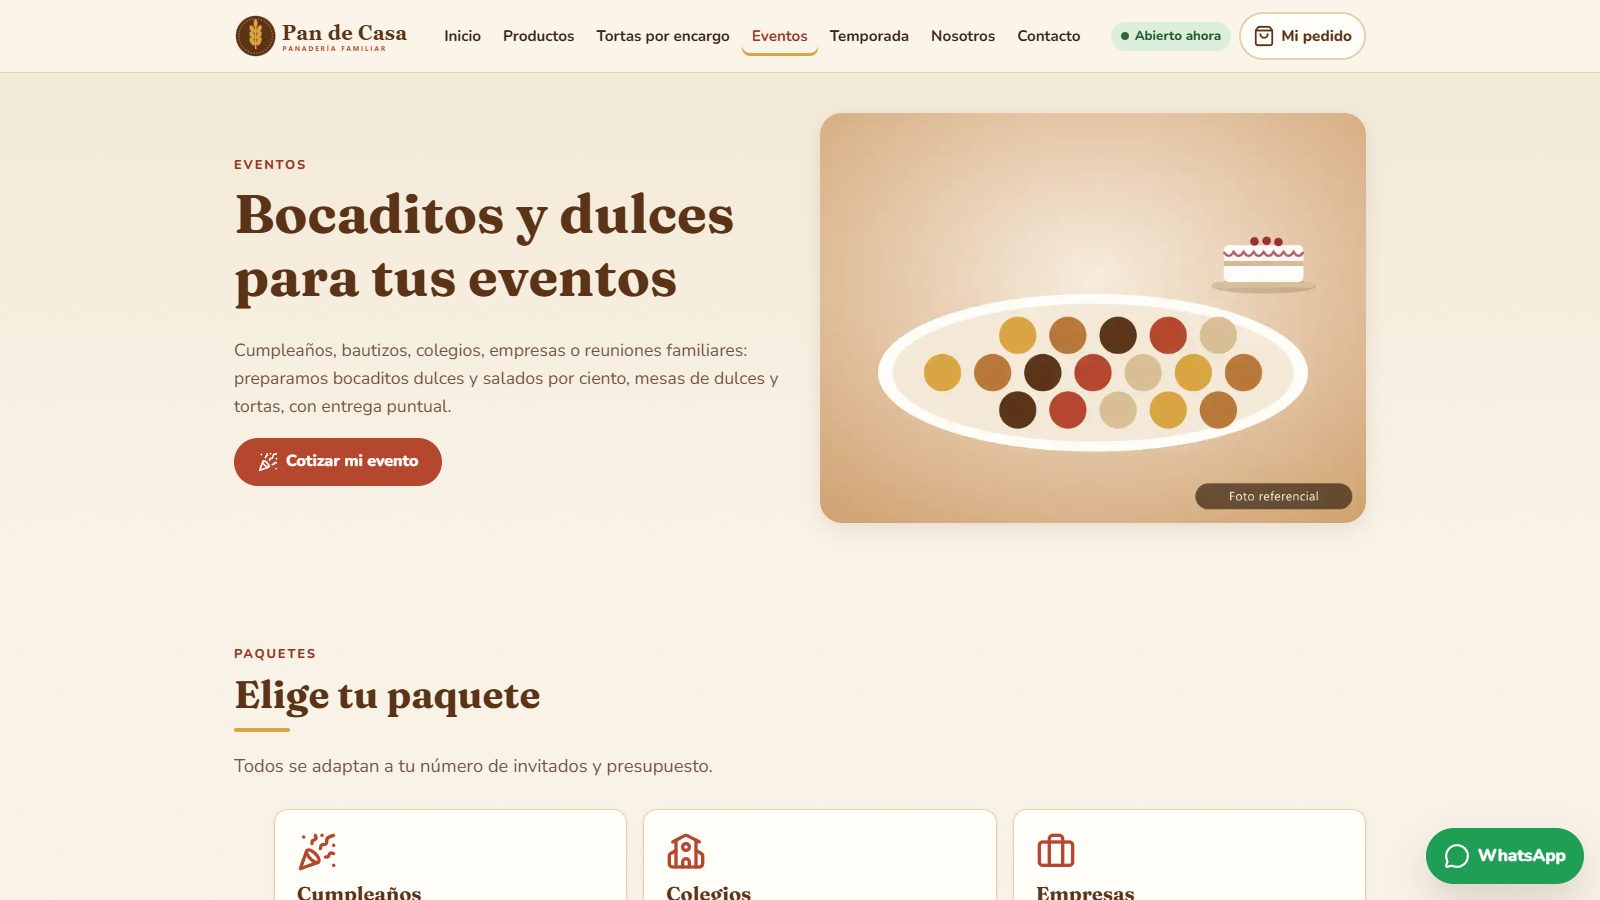 Pan de Casa
PANADERÍA FAMILIAR
Inicio
Productos
Tortas por encargo
Eventos
Temporada
Nosotros
Contacto
Abierto ahora
Mi pedido
EVENTOS
Bocaditos y dulces
para tus eventos
Cumpleaños, bautizos, colegios, empresas o reuniones familiares:
preparamos bocaditos dulces y salados por ciento, mesas de dulces y
tortas, con entrega puntual.
Cotizar mi evento
Foto referencial
PAQUETES
Elige tu paquete
Todos se adaptan a tu número de invitados y presupuesto.
Cumpleaños
Colegios
Empresas
WhatsApp